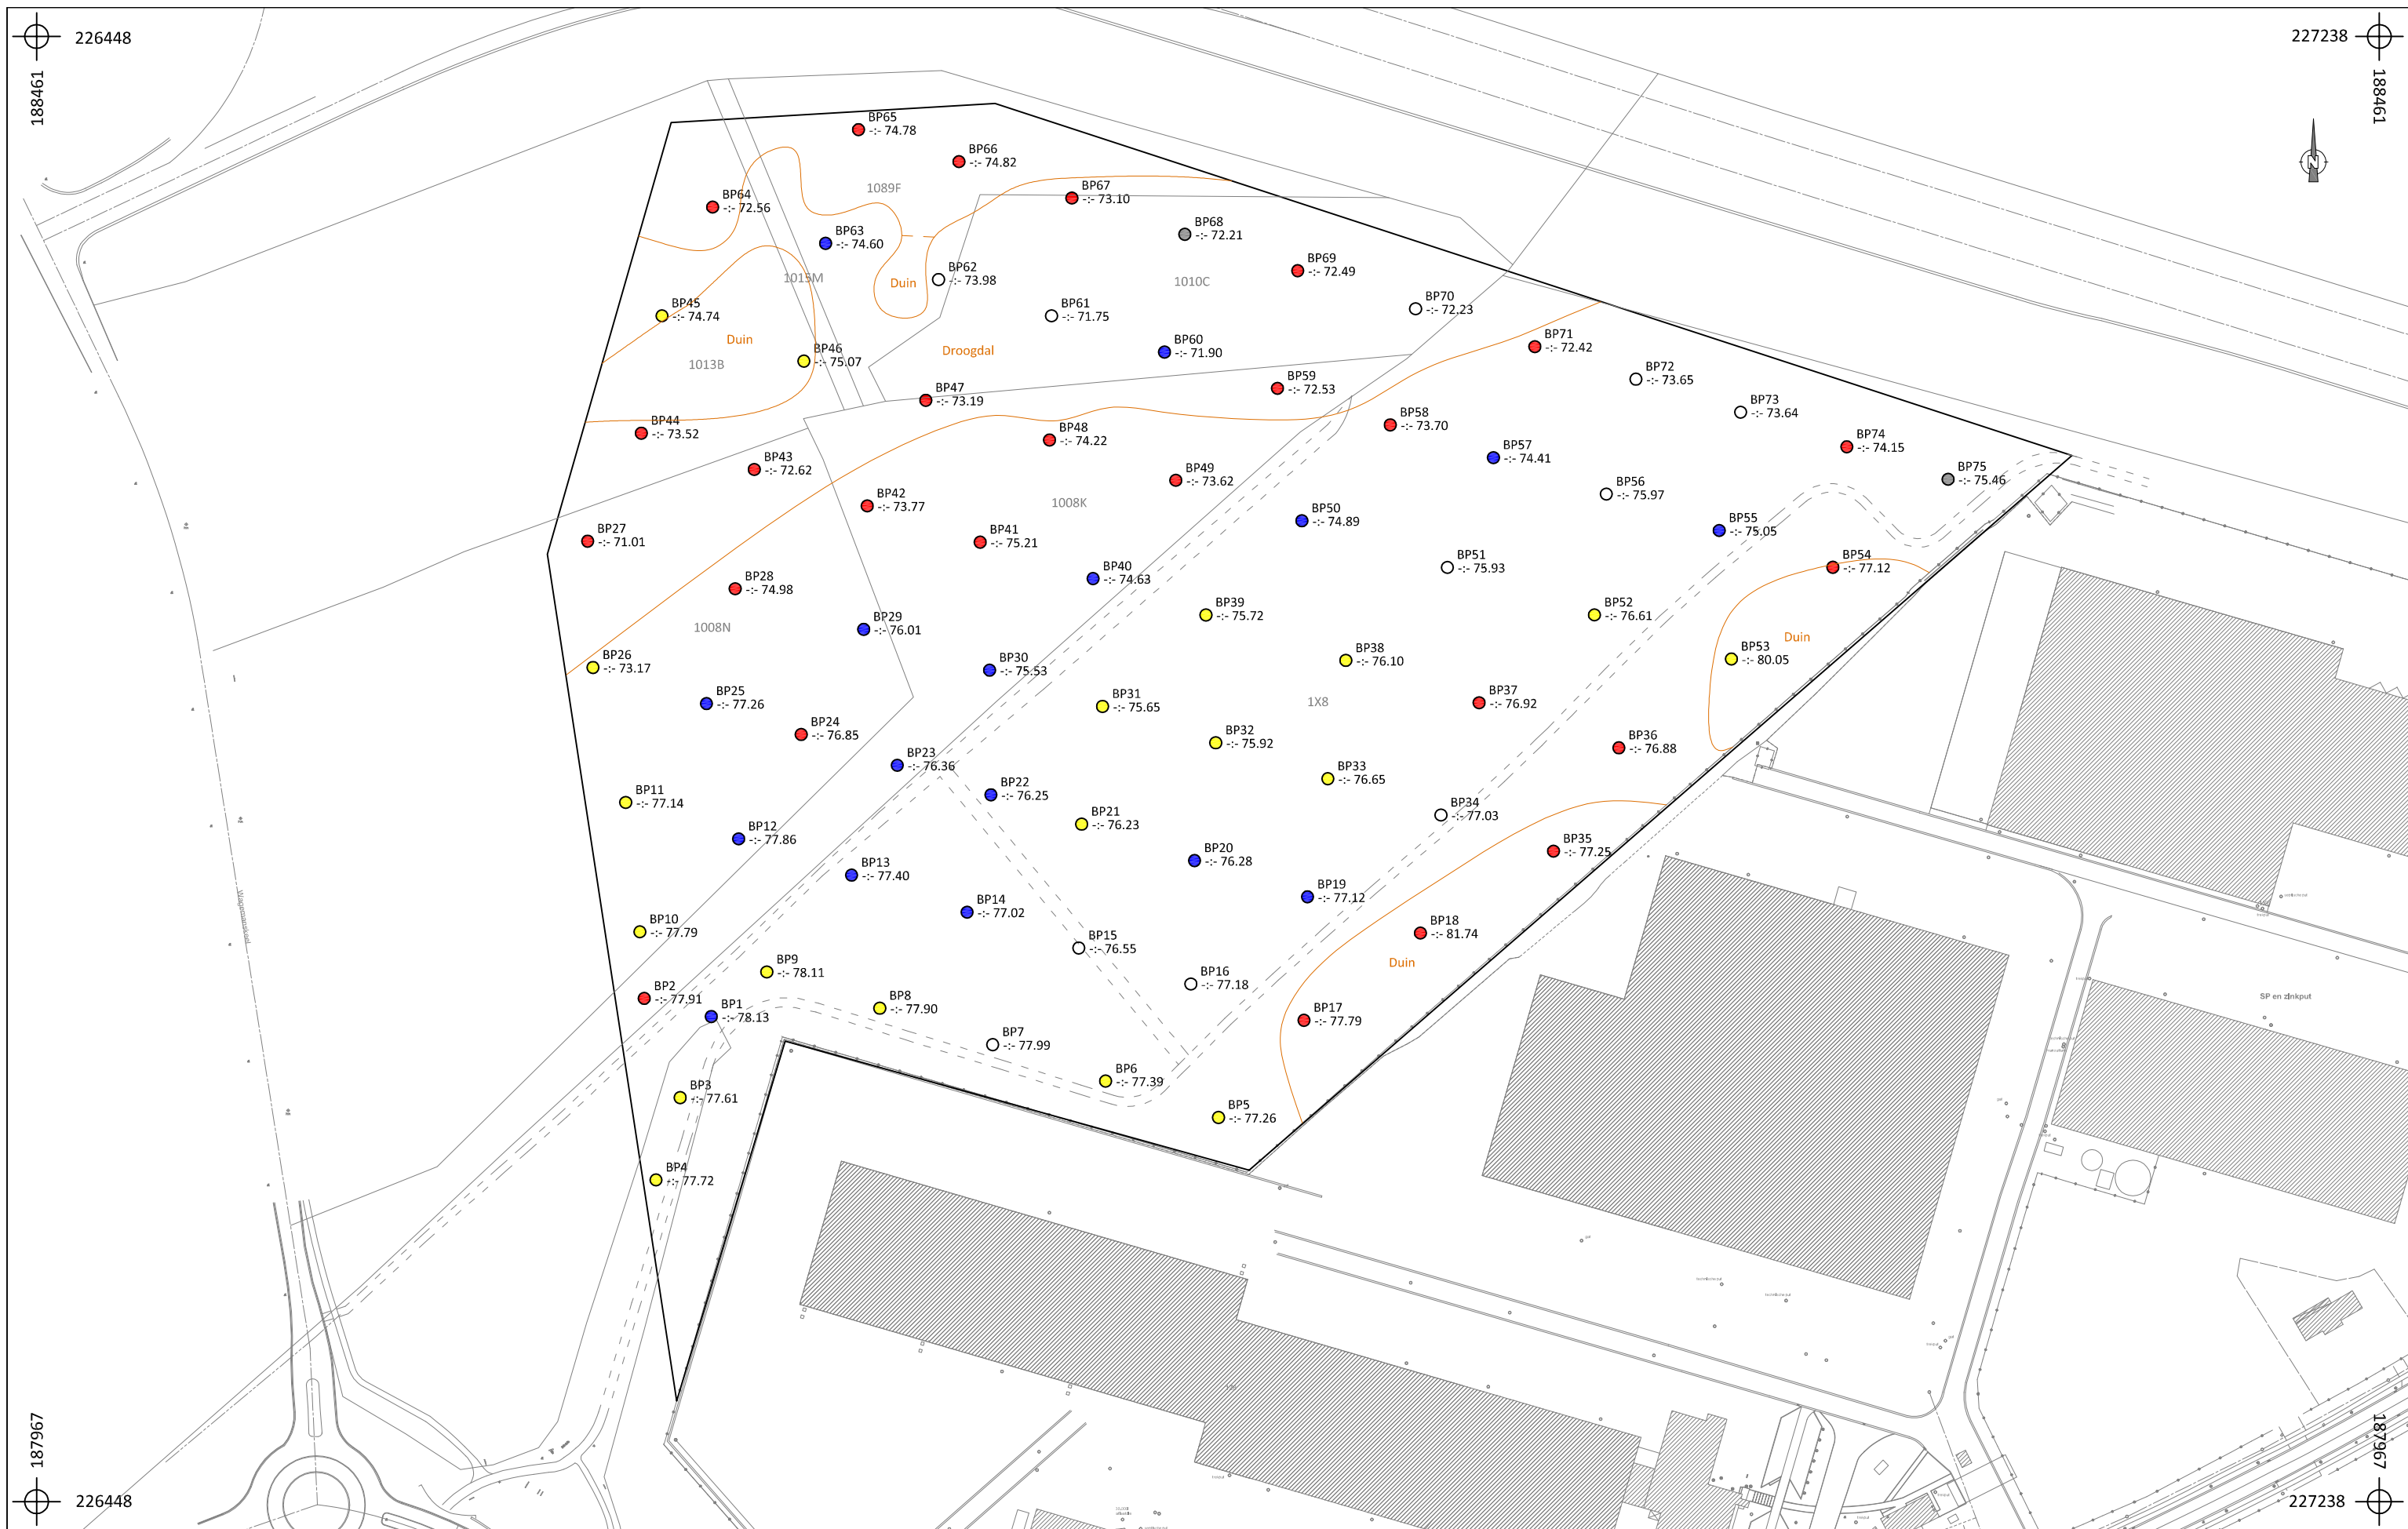 226448
227238
188461
188461
BP65
-:- 74.78
BP66
-:- 74.82
1089F
BP64
-:- 72.56
BP67
-:- 73.10
BP68
-:- 72.21
BP63
-:- 74.60
BP62
-:- 73.98
BP69
-:- 72.49
1015M
Duin
1010C
BP45
-:- 74.74
BP61
-:- 71.75
BP70
-:- 72.23
Duin
BP46
-:- 75.07
Droogdal
BP60
-:- 71.90
BP71
-:- 72.42
1013B
BP47
-:- 73.19
BP59
-:- 72.53
BP72
-:- 73.65
BP44
-:- 73.52
BP48
-:- 74.22
BP58
-:- 73.70
BP73
-:- 73.64
BP43
-:- 72.62
BP49
-:- 73.62
BP57
-:- 74.41
BP74
-:- 74.15
BP42
-:- 73.77
1008K
BP50
-:- 74.89
BP56
-:- 75.97
BP75
-:- 75.46
BP27
-:- 71.01
BP41
-:- 75.21
BP55
-:- 75.05
BP28
-:- 74.98
BP40
-:- 74.63
BP51
-:- 75.93
BP54
-:- 77.12
1008N
BP29
-:- 76.01
BP39
-:- 75.72
BP52
-:- 76.61
Duin
BP26
-:- 73.17
BP30
-:- 75.53
BP38
-:- 76.10
BP53
-:- 80.05
BP25
-:- 77.26
BP31
-:- 75.65
1X8
BP37
-:- 76.92
BP24
-:- 76.85
BP32
-:- 75.92
BP36
-:- 76.88
BP23
-:- 76.36
BP33
-:- 76.65
BP11
-:- 77.14
BP22
-:- 76.25
BP21
-:- 76.23
BP34
-:- 77.03
BP12
-:- 77.86
BP20
-:- 76.28
BP35
-:- 77.25
BP13
-:- 77.40
BP19
-:- 77.12
BP14
-:- 77.02
BP10
-:- 77.79
BP15
-:- 76.55
BP18
-:- 81.74
Duin
BP9
-:- 78.11
BP16
-:- 77.18
BP2
-:- 77.91
BP1
-:- 78.13
BP8
-:- 77.90
BP17
-:- 77.79
SP en zinkput
BP7
-:- 77.99
BP3
-:- 77.61
BP6
-:- 77.39
BP5
-:- 77.26
BP4
-:- 77.72
187967
187967
226448
227238
N